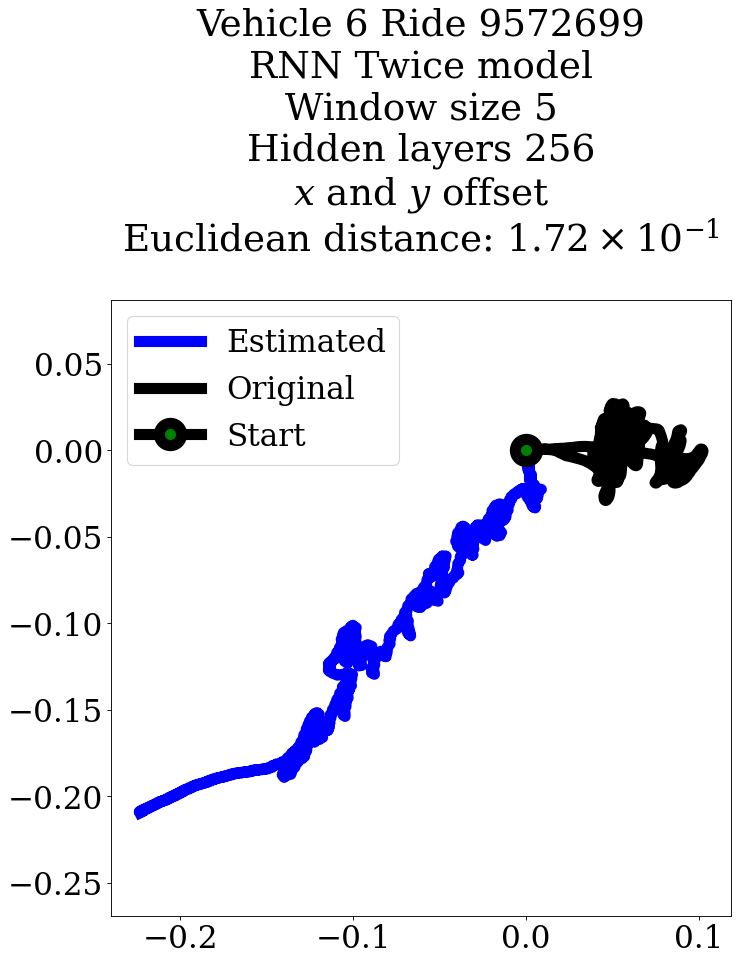 Vehicle 6 Ride 9572699
RNN Twice model
Window size 5
Hidden layers 256
x and y offset
Euclidean distance: 1.72 × 10⁻¹
Estimated
Original
Start
0.05
0.00
−0.05
−0.10
−0.15
−0.20
−0.25
−0.2 −0.1 0.0 0.1